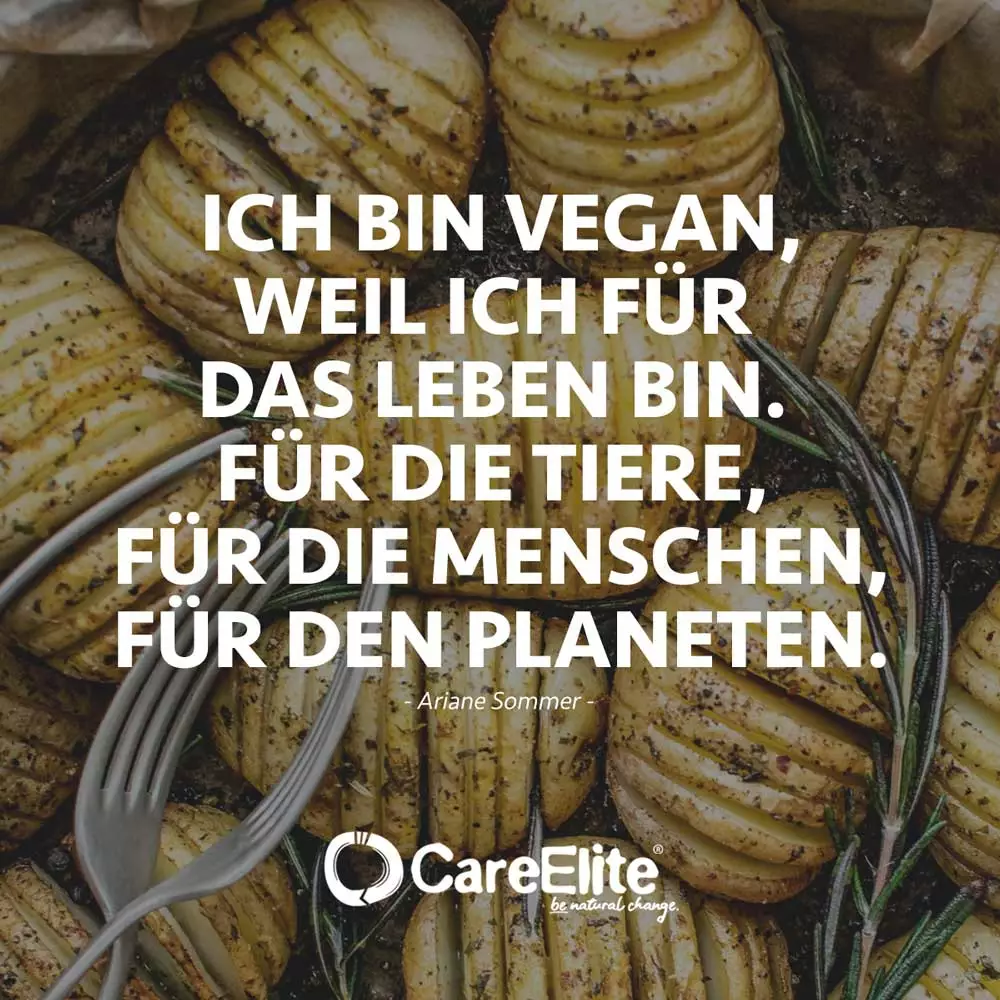 ICH BIN VEGAN,
WEIL ICH FÜR
DAS LEBEN BIN.
FÜR DIE TIERE,
FÜR DIE MENSCHEN,
FÜR DEN PLANETEN.
- Ariane Sommer -
CareElite®
be natural change.